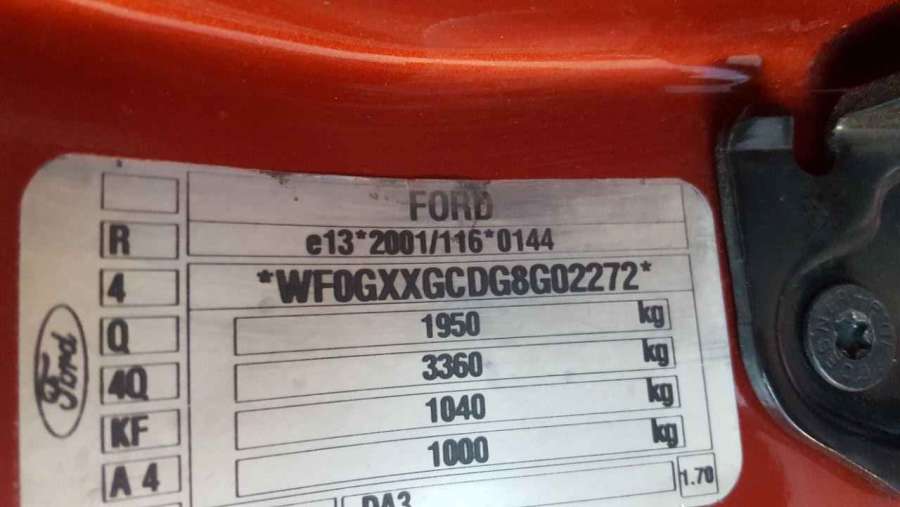 FORD
R e13*2001/116*0144
4 *WF0GXXGCDG8G02272*
Q 1950 kg
4Q 3360 kg
KF 1040 kg
A 4 1000 kg
1.70
DA3
Ford